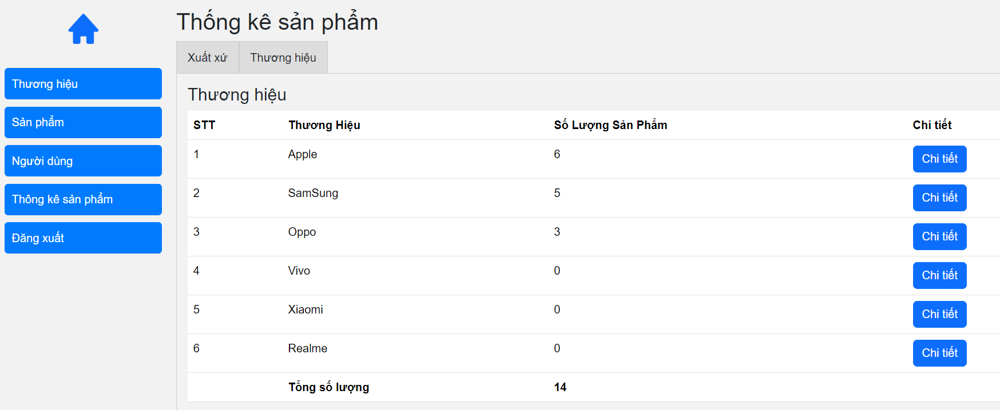 Thống kê sản phẩm
Xuất xứ Thương hiệu
Thương hiệu
Sản phẩm
Người dùng
Thông kê sản phẩm
Đăng xuất
Thương hiệu
STT Thương Hiệu Số Lượng Sản Phẩm Chi tiết
1 Apple 6 Chi tiết
2 SamSung 5 Chi tiết
3 Oppo 3 Chi tiết
4 Vivo 0 Chi tiết
5 Xiaomi 0 Chi tiết
6 Realme 0 Chi tiết
Tổng số lượng 14